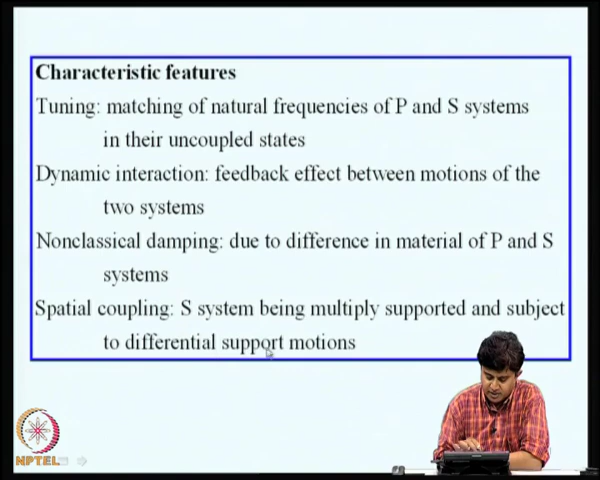 Characteristic features
Tuning: matching of natural frequencies of P and S systems
in their uncoupled states
Dynamic interaction: feedback effect between motions of the
two systems
Nonclassical damping: due to difference in material of P and S
systems
Spatial coupling: S system being multiply supported and subject
to differential support motions
NPTEL